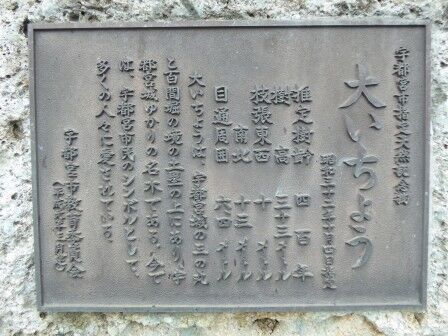 宇都宮市指定天然記念物
大いちょう
昭和三十二年十月四日指定
推定樹齢 四百年
樹高 三十三メートル
枝張東西 十メートル
南北 十三メートル
目通周囲 六・四メートル
大いちょうは、宇都宮城の三の丸
と百間堀の境の土塁の上にあり、宇
都宮城ゆかりの名木である。今で
は、宇都宮市民のシンボルとして、
多くの人々に愛されている。
宇都宮市教育委員会